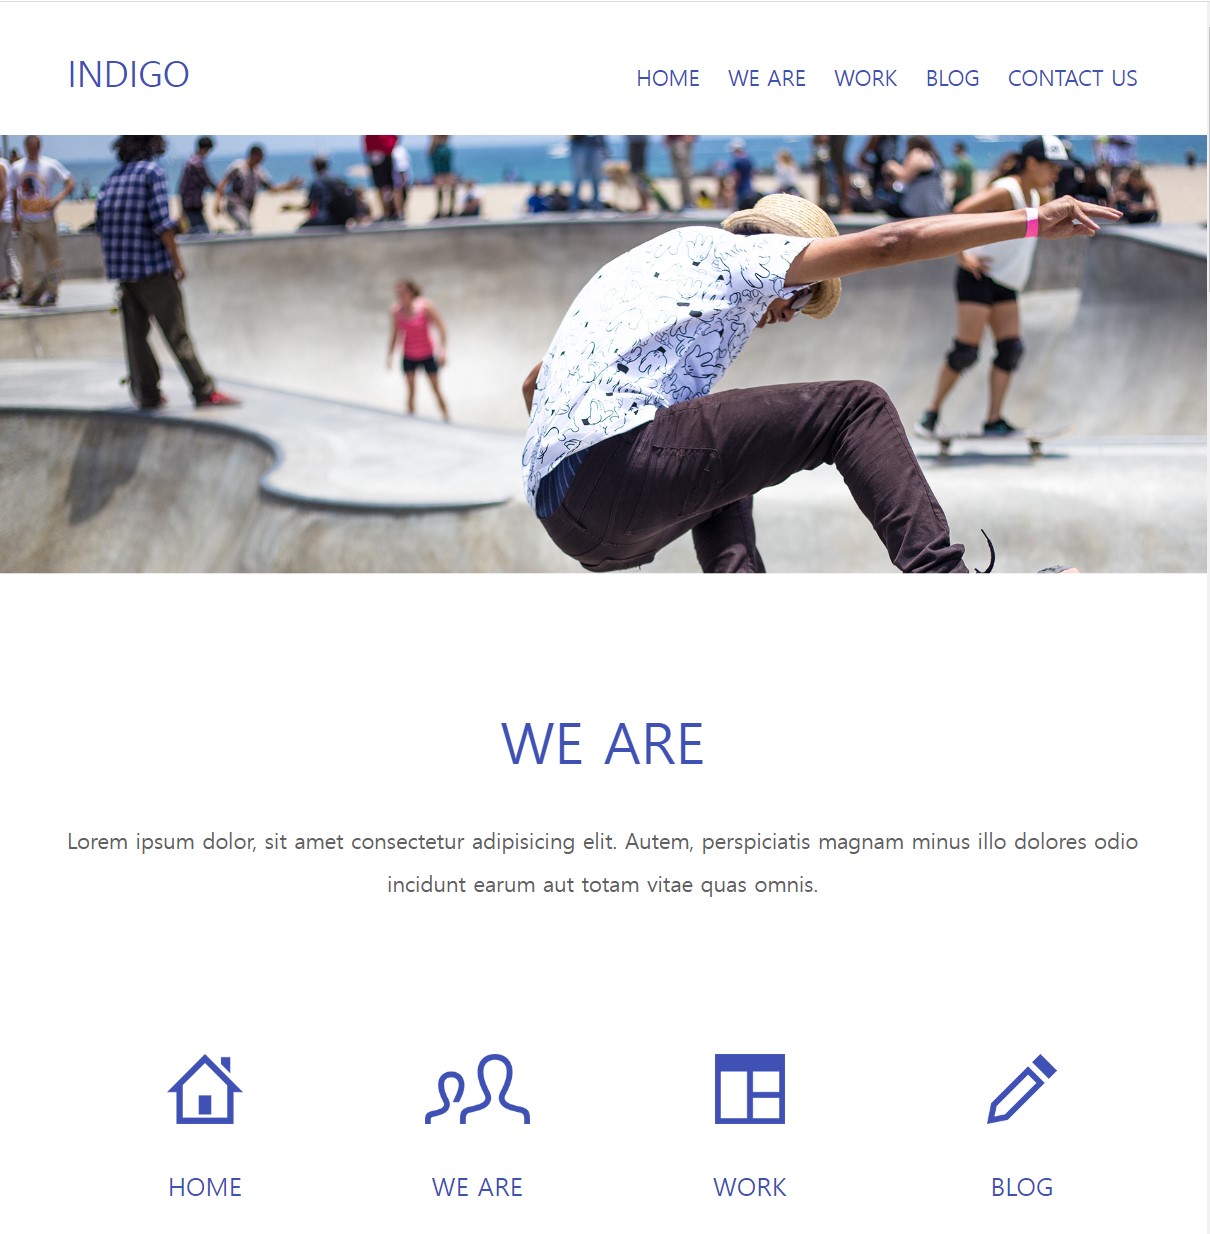 INDIGO
HOME WE ARE WORK BLOG CONTACT US
WE ARE
Lorem ipsum dolor, sit amet consectetur adipisicing elit. Autem, perspiciatis magnam minus illo dolores odio
incidunt earum aut totam vitae quas omnis.
HOME WE ARE WORK BLOG